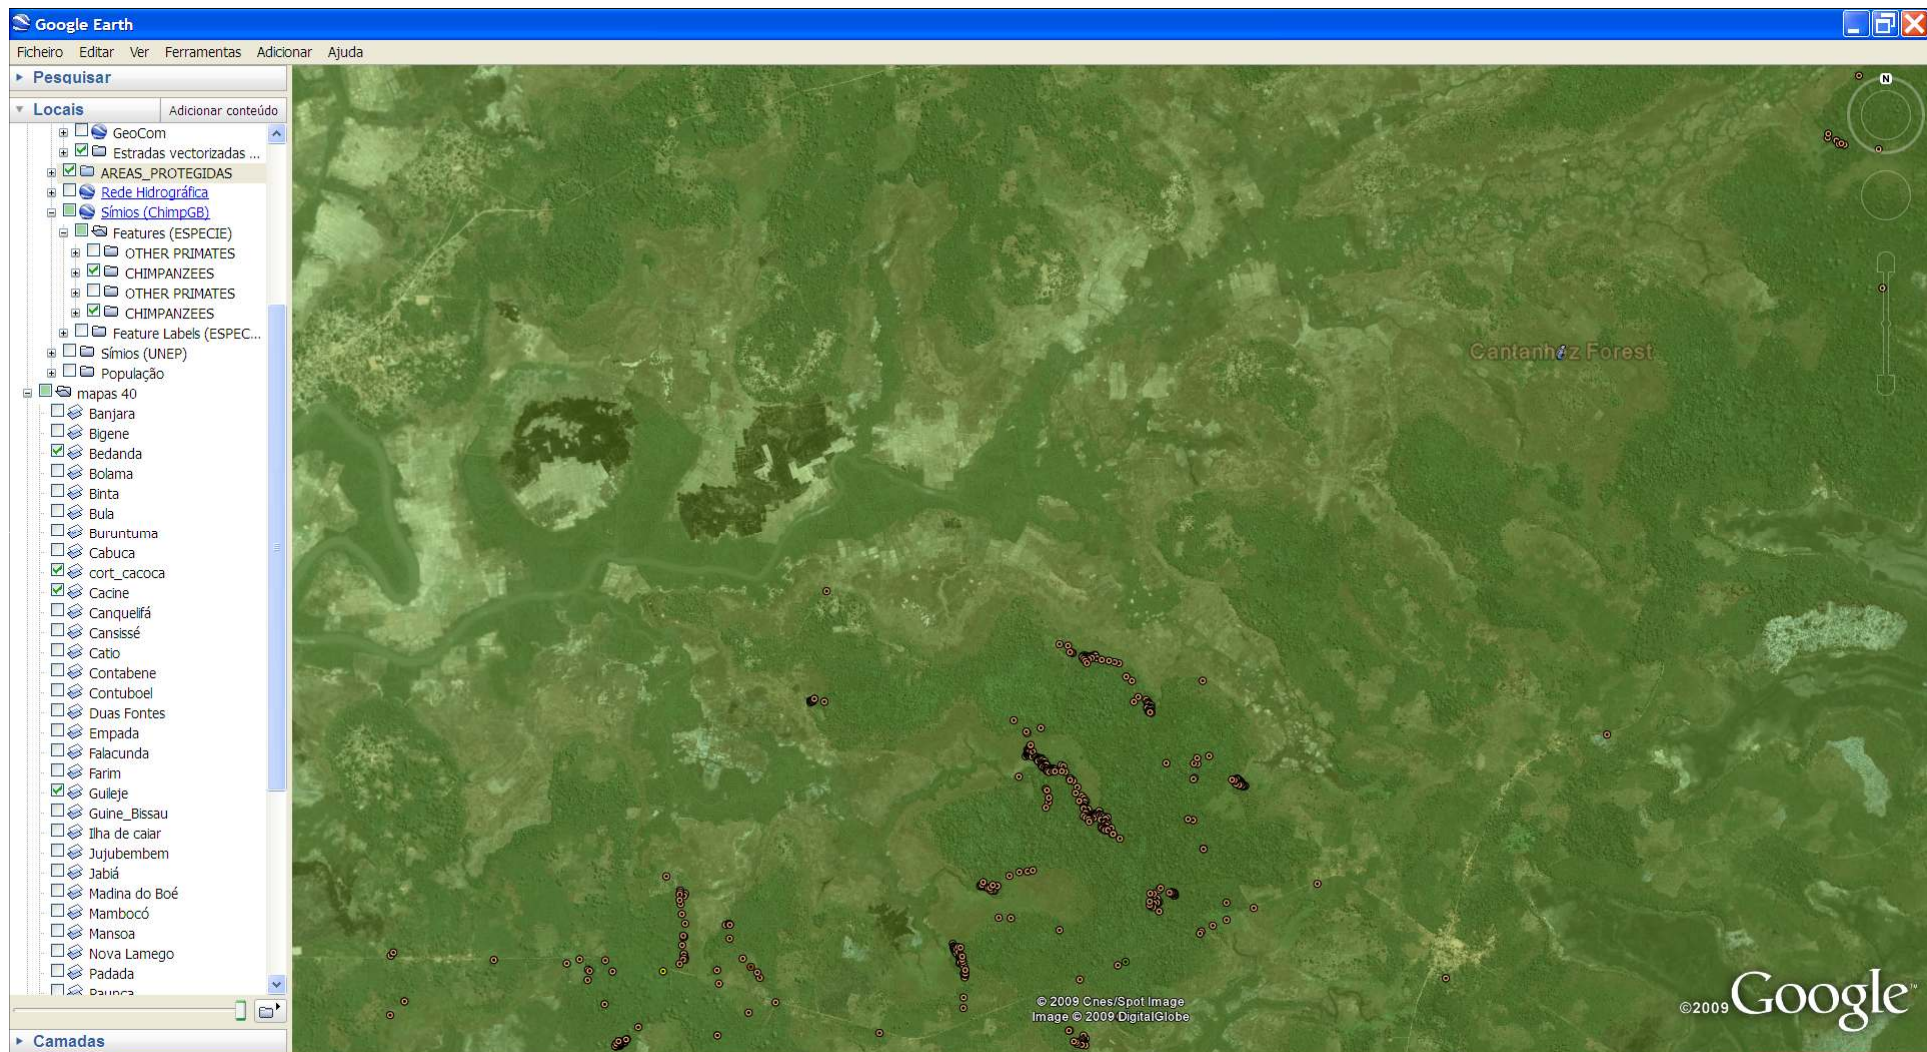 Google Earth
Ficheiro Editar Ver Ferramentas Adicionar Ajuda
Pesquisar
Locais Adicionar conteúdo
GeoCom
Estradas vectorizadas ...
AREAS_PROTEGIDAS
Rede Hidrográfica
Símios (ChimpGB)
Features (ESPECIE)
OTHER PRIMATES
CHIMPANZEES
OTHER PRIMATES
CHIMPANZEES
Feature Labels (ESPEC...
Símios (UNEP)
População
mapas 40
Banjara
Bigene
Bedanda
Bolama
Binta
Bula
Buruntuma
Cabuca
cort_cacoca
Cacine
Canquelifá
Cansissé
Catio
Contabene
Contuboel
Duas Fontes
Empada
Falacunda
Farim
Guileje
Guine_Bissau
Ilha de caiar
Jujubembem
Jabiá
Madina do Boé
Mambocó
Mansoa
Nova Lamego
Padada
Paunca
Camadas
N
Cantanhez Forest
© 2009 Cnes/Spot Image
Image © 2009 DigitalGlobe
©2009 Google™